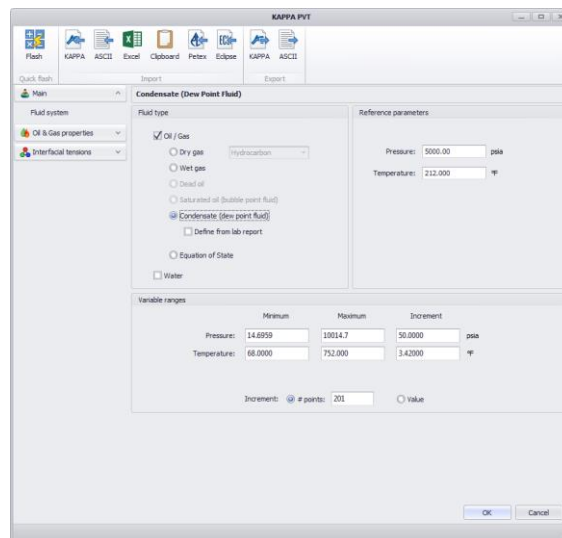 KAPPA PVT
Flash KAPPA ASCII Excel Clipboard Petex Eclipse KAPPA ASCII
Quick flash Import Export
Main
Fluid system
Oil & Gas properties
Interfacial tensions
Condensate (Dew Point Fluid)
Fluid type
Oil / Gas
Dry gas Hydrocarbon
Wet gas
Dead oil
Saturated oil (bubble point fluid)
Condensate (dew point fluid)
Define from lab report
Equation of State
Water
Reference parameters
Pressure: 5000.00 psia
Temperature: 212.000 °F
Variable ranges
Minimum Maximum Increment
Pressure: 14.6959 10014.7 50.0000 psia
Temperature: 68.0000 752.000 3.42000 °F
Increment: # points: 201 Value
OK Cancel